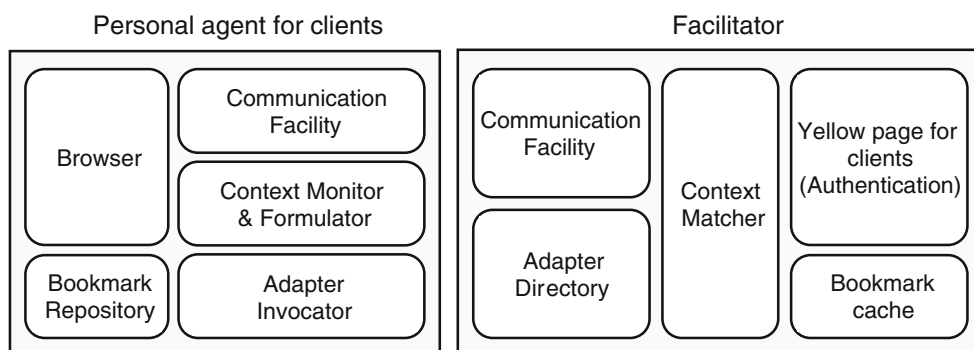 Personal agent for clients
Browser
Communication
Facility
Context Monitor
& Formulator
Bookmark
Repository
Adapter
Invocator
Facilitator
Communication
Facility
Adapter
Directory
Context
Matcher
Yellow page for
clients
(Authentication)
Bookmark
cache